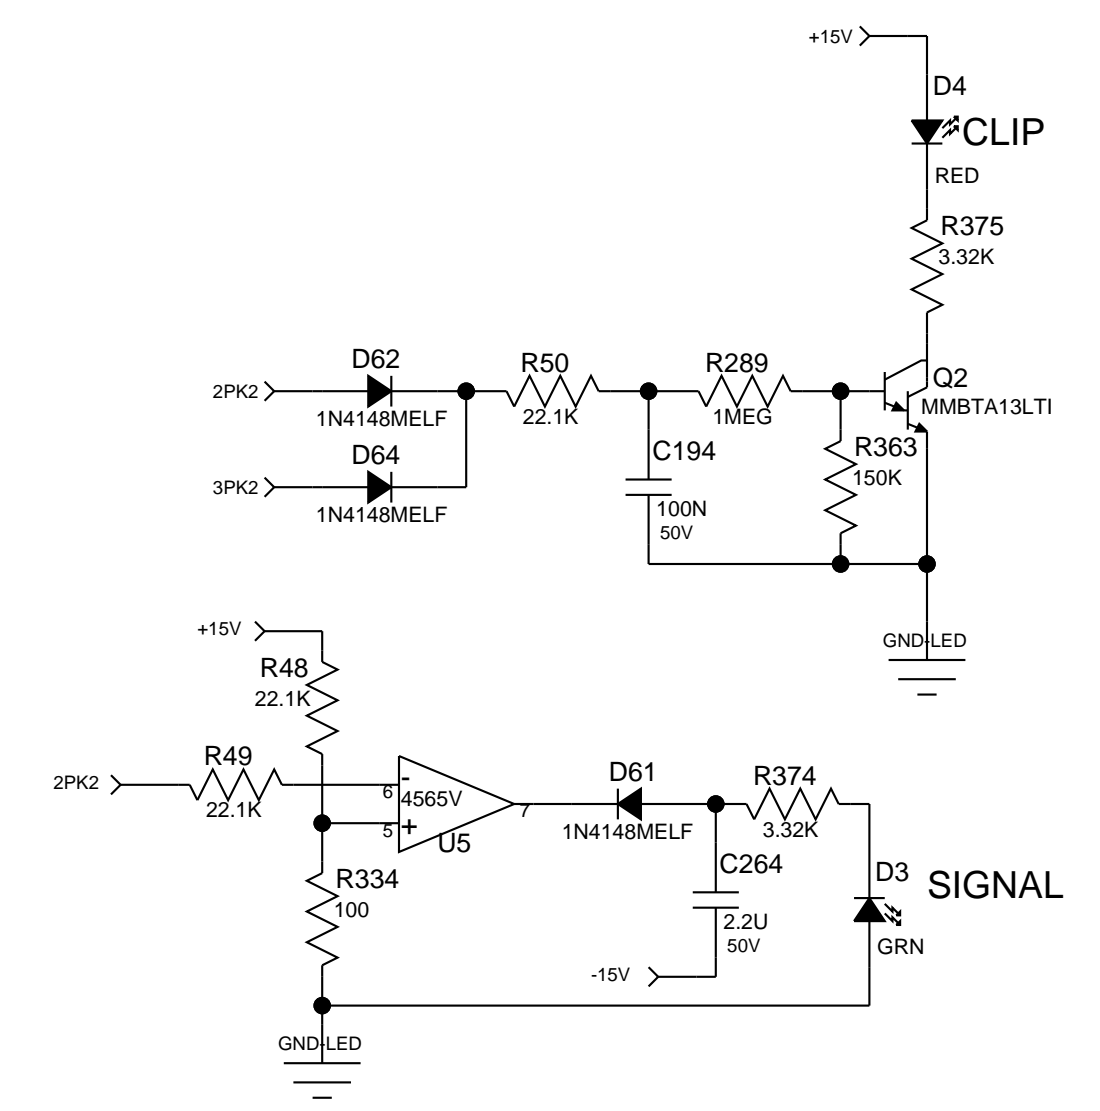 +15V
D4
CLIP
RED
R375
3.32K
D62
R50
R289
2PK2
1N4148MELF
22.1K
1MEG
Q2
MMBTA13LTI
D64
C194
R363
150K
3PK2
1N4148MELF
100N
50V
GND-LED
+15V
R48
22.1K
R49
2PK2
22.1K
6
-
4565V
5
+
U5
7
D61
1N4148MELF
R374
3.32K
C264
2.2U
50V
D3
SIGNAL
GRN
R334
100
-15V
GND-LED